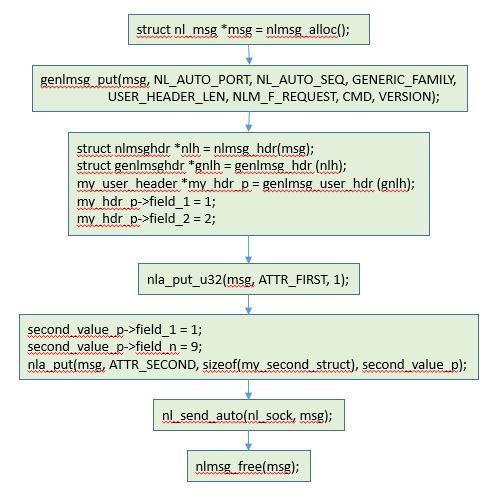 struct nl_msg *msg = nlmsg_alloc();
genlmsg_put(msg, NL_AUTO_PORT, NL_AUTO_SEQ, GENERIC_FAMILY,
USER_HEADER_LEN, NLM_F_REQUEST, CMD, VERSION);
struct nlmsghdr *nlh = nlmsg_hdr(msg);
struct genlmsghdr *gnlh = genlmsg_hdr (nlh);
my_user_header *my_hdr_p = genlmsg_user_hdr (gnlh);
my_hdr_p->field_1 = 1;
my_hdr_p->field_2 = 2;
nla_put_u32(msg, ATTR_FIRST, 1);
second_value_p->field_1 = 1;
second_value_p->field_n = 9;
nla_put(msg, ATTR_SECOND, sizeof(my_second_struct), second_value_p);
nl_send_auto(nl_sock, msg);
nlmsg_free(msg);